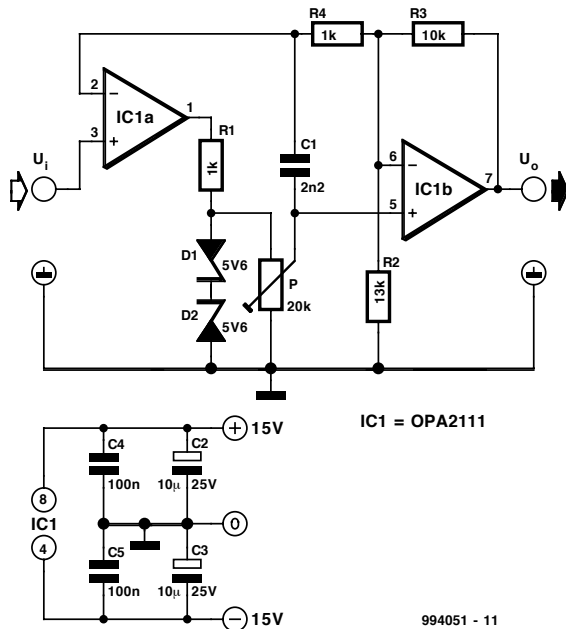 R4
1k
R3
10k
2
−
IC1a
1
3
+
R1
1k
C1
2n2
6
−
IC1b
7
5
+
Ui
Uo
D1
5V6
D2
5V6
P
20k
R2
13k
IC1 = OPA2111
+ 15V
C4
100n
C2
10µ 25V
8
IC1
4
0
C5
100n
C3
10µ 25V
− 15V
994051 - 11